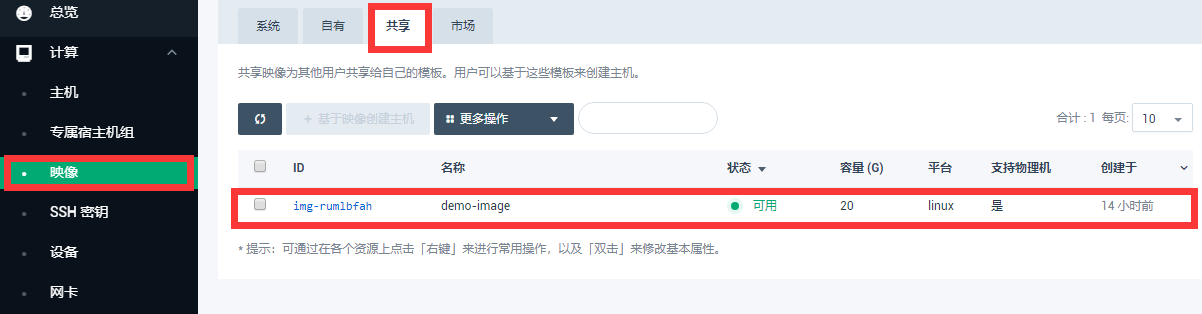 总览
计算
主机
专属宿主机组
映像
SSH 密钥
设备
网卡
系统 自有 共享 市场
共享映像为其他用户共享给自己的模板。用户可以基于这些模板来创建主机。
+ 基于映像创建主机 更多操作 合计 : 1 每页: 10
ID 名称 状态 容量 (G) 平台 支持物理机 创建于
img-rumlbfah demo-image 可用 20 linux 是 14 小时前
* 提示：可通过在各个资源上点击「右键」来进行常用操作，以及「双击」来修改基本属性。